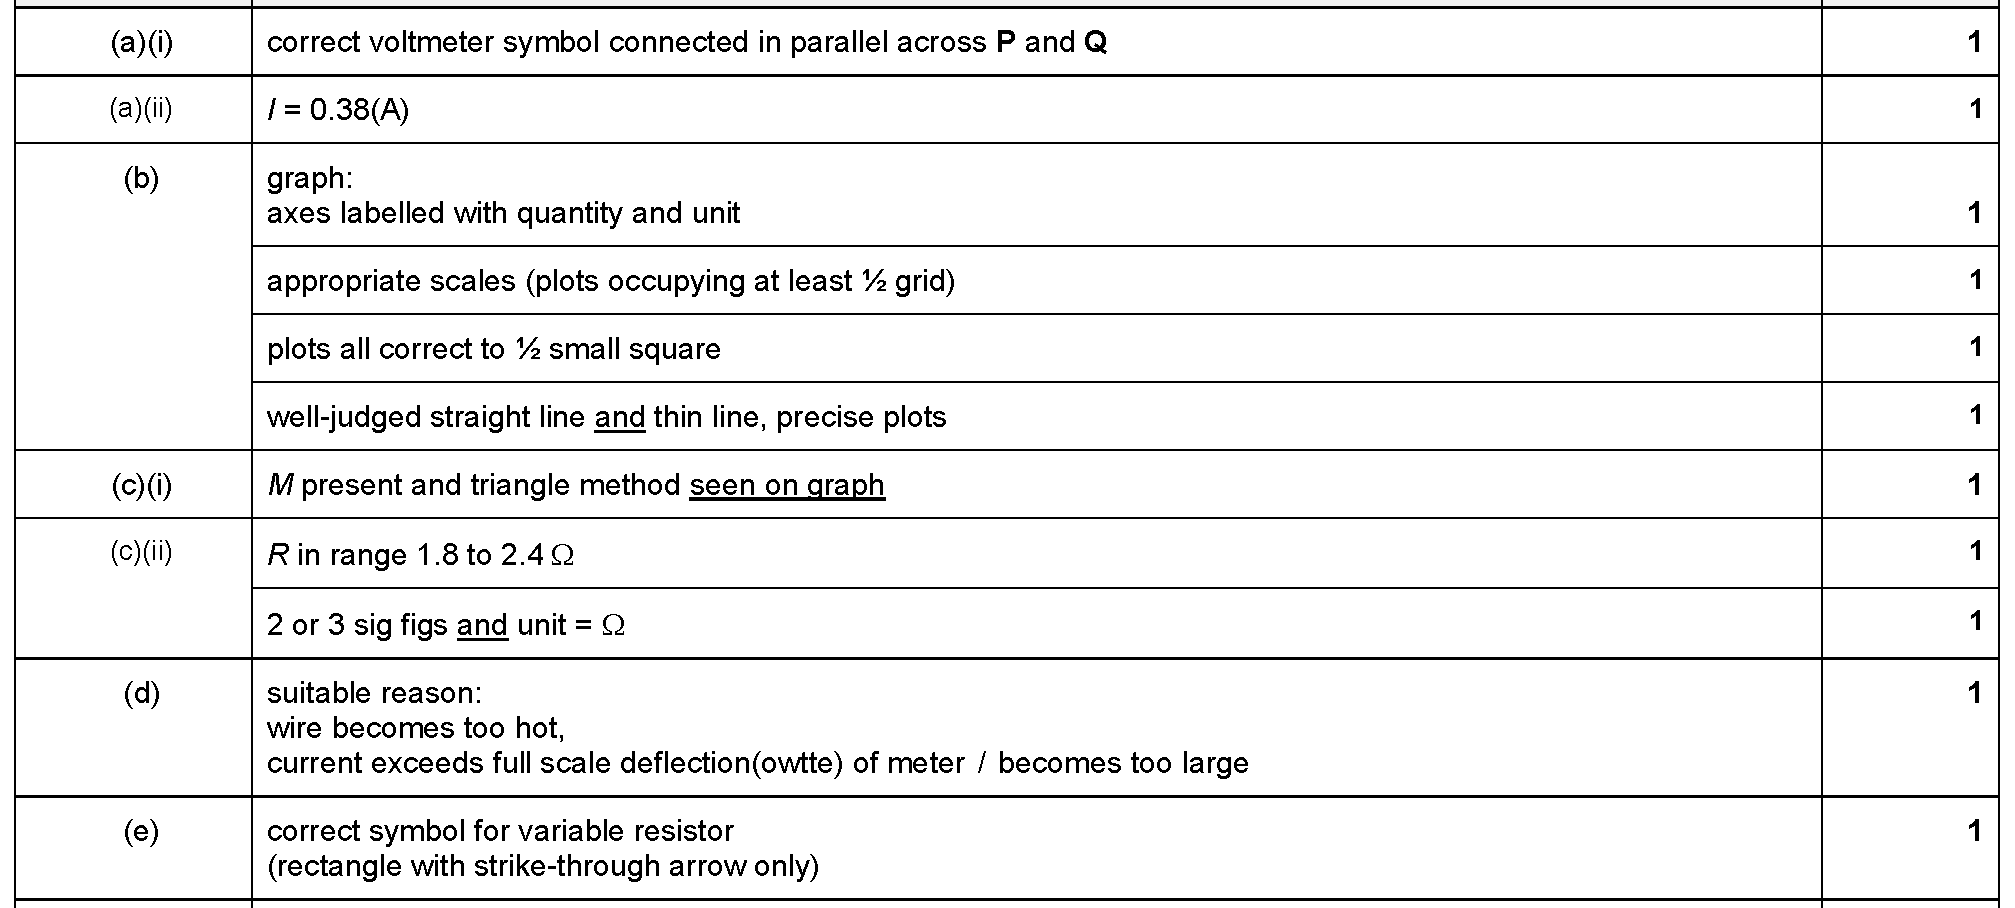 (a)(i) correct voltmeter symbol connected in parallel across P and Q 1
(a)(ii) I = 0.38(A) 1
(b) graph:
axes labelled with quantity and unit 1
appropriate scales (plots occupying at least ½ grid) 1
plots all correct to ½ small square 1
well-judged straight line and thin line, precise plots 1
(c)(i) M present and triangle method seen on graph 1
(c)(ii) R in range 1.8 to 2.4 Ω 1
2 or 3 sig figs and unit = Ω 1
(d) suitable reason: 1
wire becomes too hot,
current exceeds full scale deflection(owtte) of meter / becomes too large
(e) correct symbol for variable resistor 1
(rectangle with strike-through arrow only)